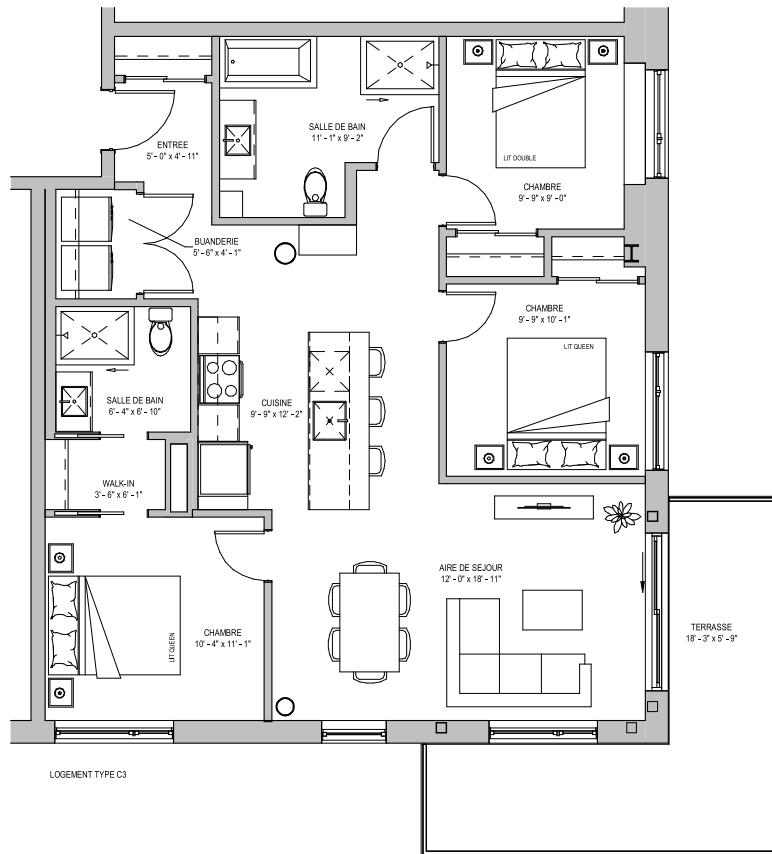 ENTREE
5' - 0" x 4' - 11"
SALLE DE BAIN
11' - 1" x 9' - 2"
LIT DOUBLE
CHAMBRE
9' - 9" x 9' - 0"
BUANDERIE
5' - 6" x 4' - 1"
CHAMBRE
9' - 9" x 10' - 1"
LIT QUEEN
SALLE DE BAIN
6' - 4" x 6' - 10"
CUISINE
9' - 9" x 12' - 2"
WALK-IN
3' - 6" x 6' - 1"
AIRE DE SEJOUR
12' - 0" x 18' - 11"
CHAMBRE
10' - 4" x 11' - 1"
LIT QUEEN
TERRASSE
18' - 3" x 5' - 9"
LOGEMENT TYPE C3